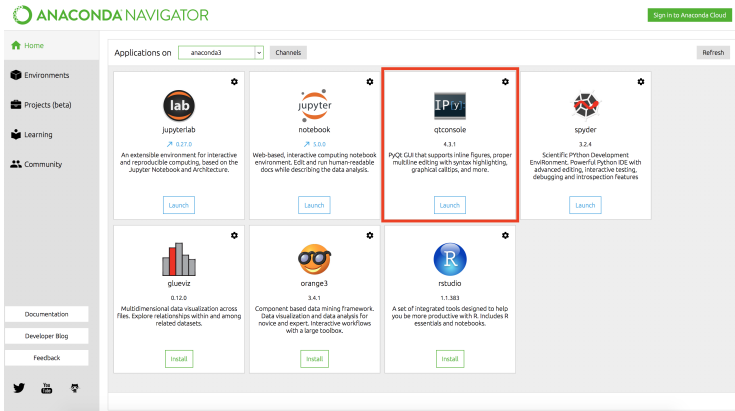 ANACONDA NAVIGATOR
Sign in to Anaconda Cloud
Home
Environments
Projects (beta)
Learning
Community
Documentation
Developer Blog
Feedback
You
Tube
Applications on
anaconda3
Channels
Refresh
lab
jupyterlab
0.27.0
An extensible environment for interactive
and reproducible computing, based on the
Jupyter Notebook and Architecture.
Launch
jupyter
notebook
5.0.0
Web-based, interactive computing notebook
environment. Edit and run human-readable
docs while describing the data analysis.
Launch
IP[y]:
qtconsole
4.3.1
PyQt GUI that supports inline figures, proper
multiline editing with syntax highlighting,
graphical calltips, and more.
Launch
spyder
3.2.4
Scientific PYthon Development
EnviRonment. Powerful Python IDE with
advanced editing, interactive testing,
debugging and introspection features
Launch
glueviz
0.12.0
Multidimensional data visualization across
files. Explore relationships within and among
related datasets.
Install
orange3
3.4.1
Component based data mining framework.
Data visualization and data analysis for
novice and expert. Interactive workflows
with a large toolbox.
Install
R
rstudio
1.1.383
A set of integrated tools designed to help
you be more productive with R. Includes R
essentials and notebooks.
Install